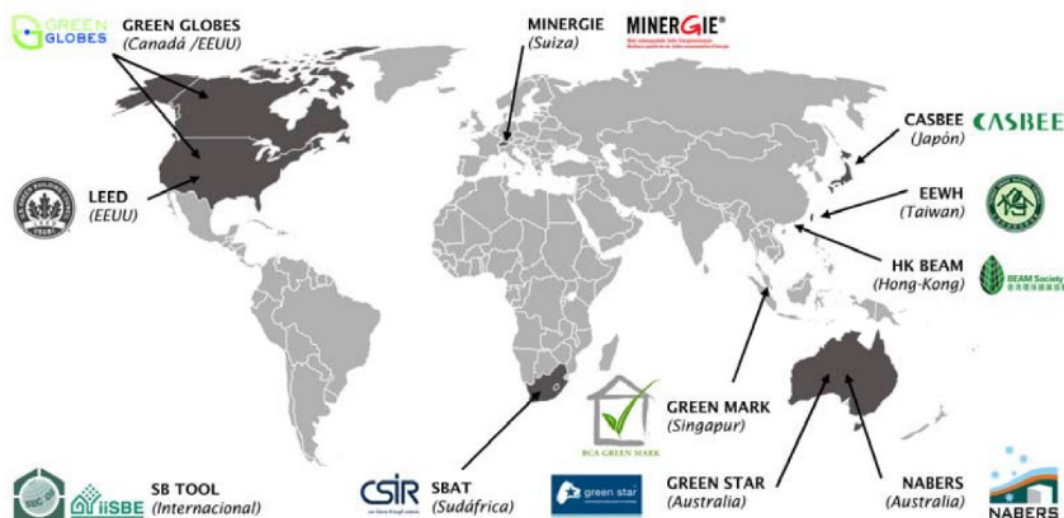 GREEN
GLOBES
GREEN GLOBES
(Canadá /EEUU)
MINERGIE
(Suiza)
MINERGIE®
CASBEE
(Japón)
CASBEE
LEED
(EEUU)
USGBC
EEWH
(Taiwan)
HK BEAM
(Hong-Kong)
BEAM Society
GREEN MARK
(Singapur)
BCA GREEN MARK
iiSBE
SB TOOL
(Internacional)
CSIR
SBAT
(Sudáfrica)
green star
GREEN STAR
(Australia)
NABERS
(Australia)
NABERS